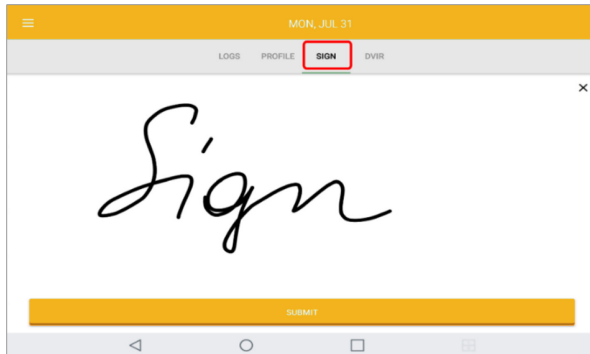 MON, JUL 31
LOGS PROFILE SIGN DVIR
Sign
SUBMIT